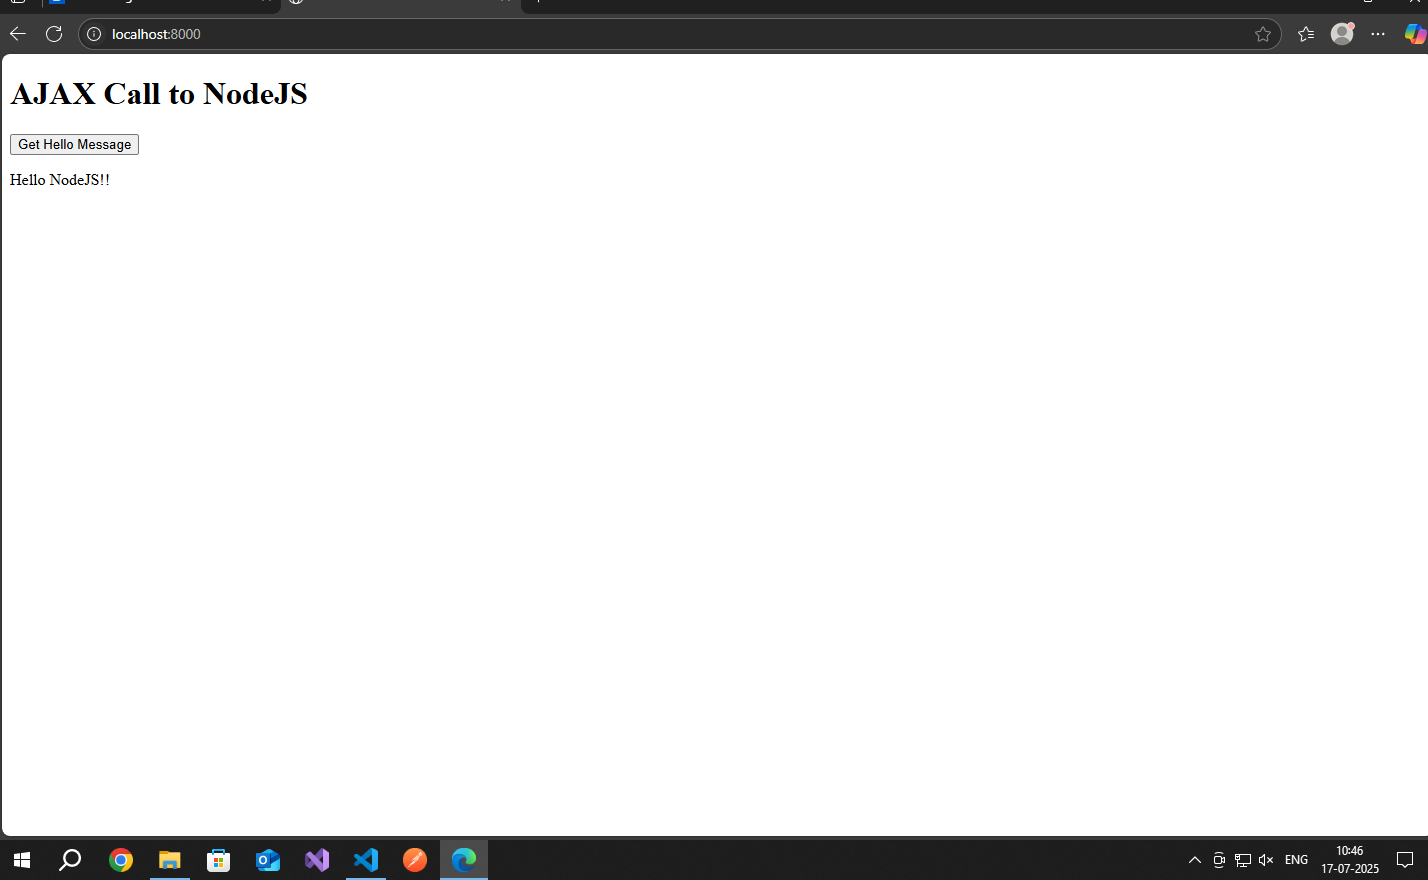 localhost:8000
AJAX Call to NodeJS
Get Hello Message
Hello NodeJS!!
ENG
10:46
17-07-2025